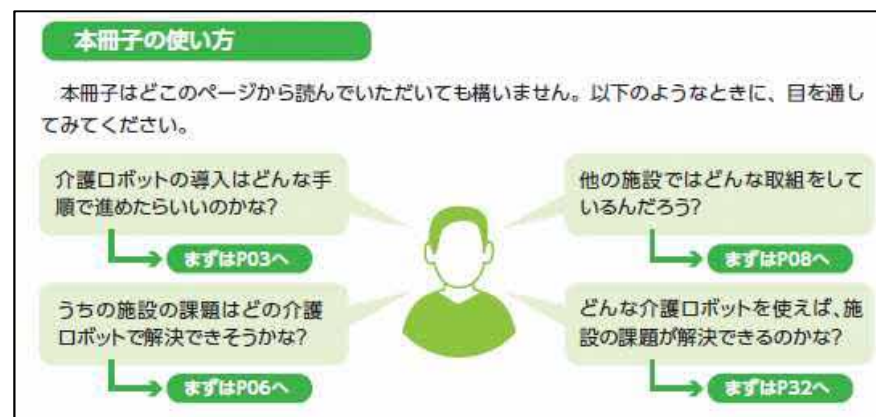 本冊子の使い方
本冊子はどこのページから読んでいただいても構いません。以下のようなときに、目を通し
てみてください。
介護ロボットの導入はどんな手
順で進めたらいいのかな?
まずはP03へ
他の施設ではどんな取組をして
いるんだろう?
まずはP08へ
うちの施設の課題はどの介護
ロボットで解決できそうかな?
まずはP06へ
どんな介護ロボットを使えば、施
設の課題が解決できるのかな?
まずはP32へ